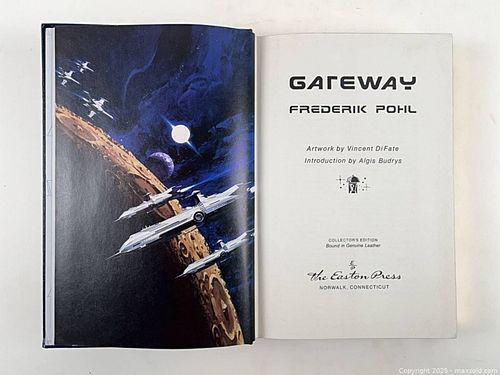 GATEWAY
FREDERIK POHL
Artwork by Vincent DiFate
Introduction by Algis Budrys
COLLECTOR'S EDITION
Bound in Genuine Leather
The Easton Press
NORWALK, CONNECTICUT
Copyright 2025 - maxsold.com